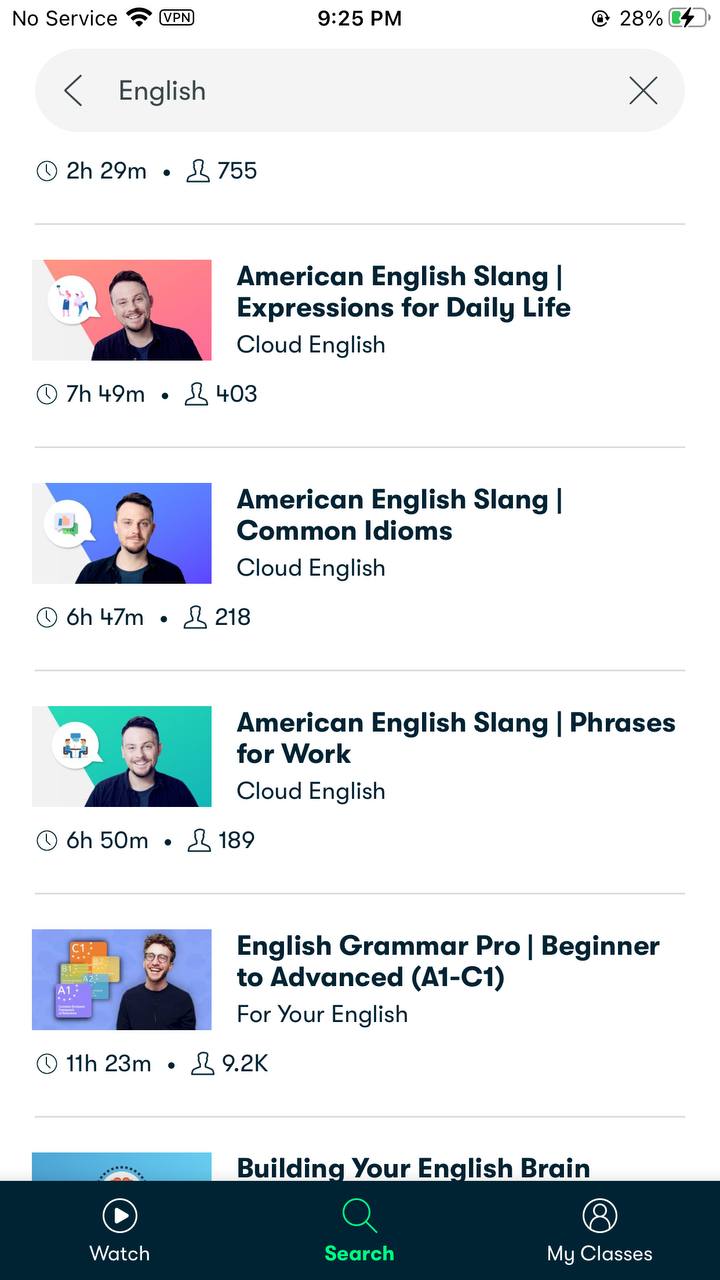 No Service VPN 9:25 PM 28%
English
2h 29m • 755
American English Slang |
Expressions for Daily Life
Cloud English
7h 49m • 403
American English Slang |
Common Idioms
Cloud English
6h 47m • 218
American English Slang | Phrases
for Work
Cloud English
6h 50m • 189
C1
B1
A2
A1
English Grammar Pro | Beginner
to Advanced (A1-C1)
For Your English
11h 23m • 9.2K
Building Your English Brain
Watch
Search
My Classes